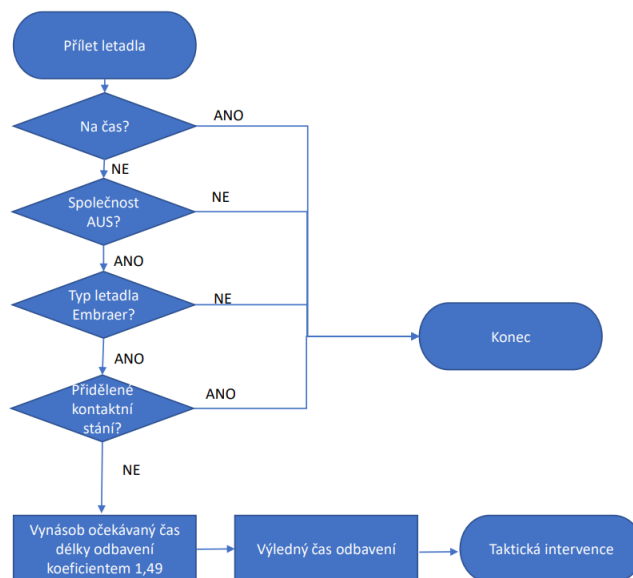 Přílet letadla
Na čas?
ANO
NE
Společnost
AUS?
NE
ANO
Typ letadla
Embraer?
NE
Konec
ANO
Přidělené
kontaktní
stání?
ANO
NE
Vynásob očekávaný čas
délky odbavení
koeficientem 1,49
Výledný čas odbavení
Taktická intervence